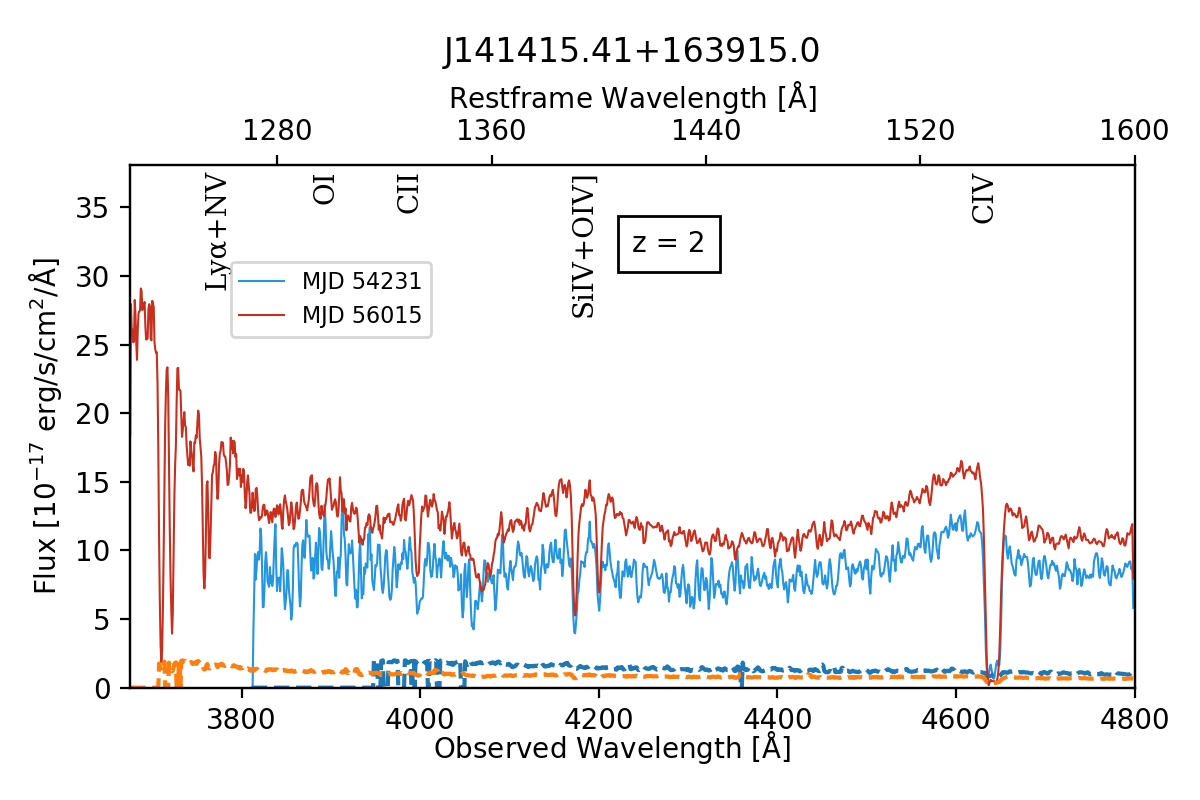 J141415.41+163915.0
Restframe Wavelength [Å]
1280 1360 1440 1520 1600
Lyα+NV
OI
CII
SiIV+OIV]
CIV
z = 2
MJD 54231
MJD 56015
35
30
25
20
15
10
5
0
Flux [10⁻¹⁷ erg/s/cm²/Å]
3800 4000 4200 4400 4600 4800
Observed Wavelength [Å]